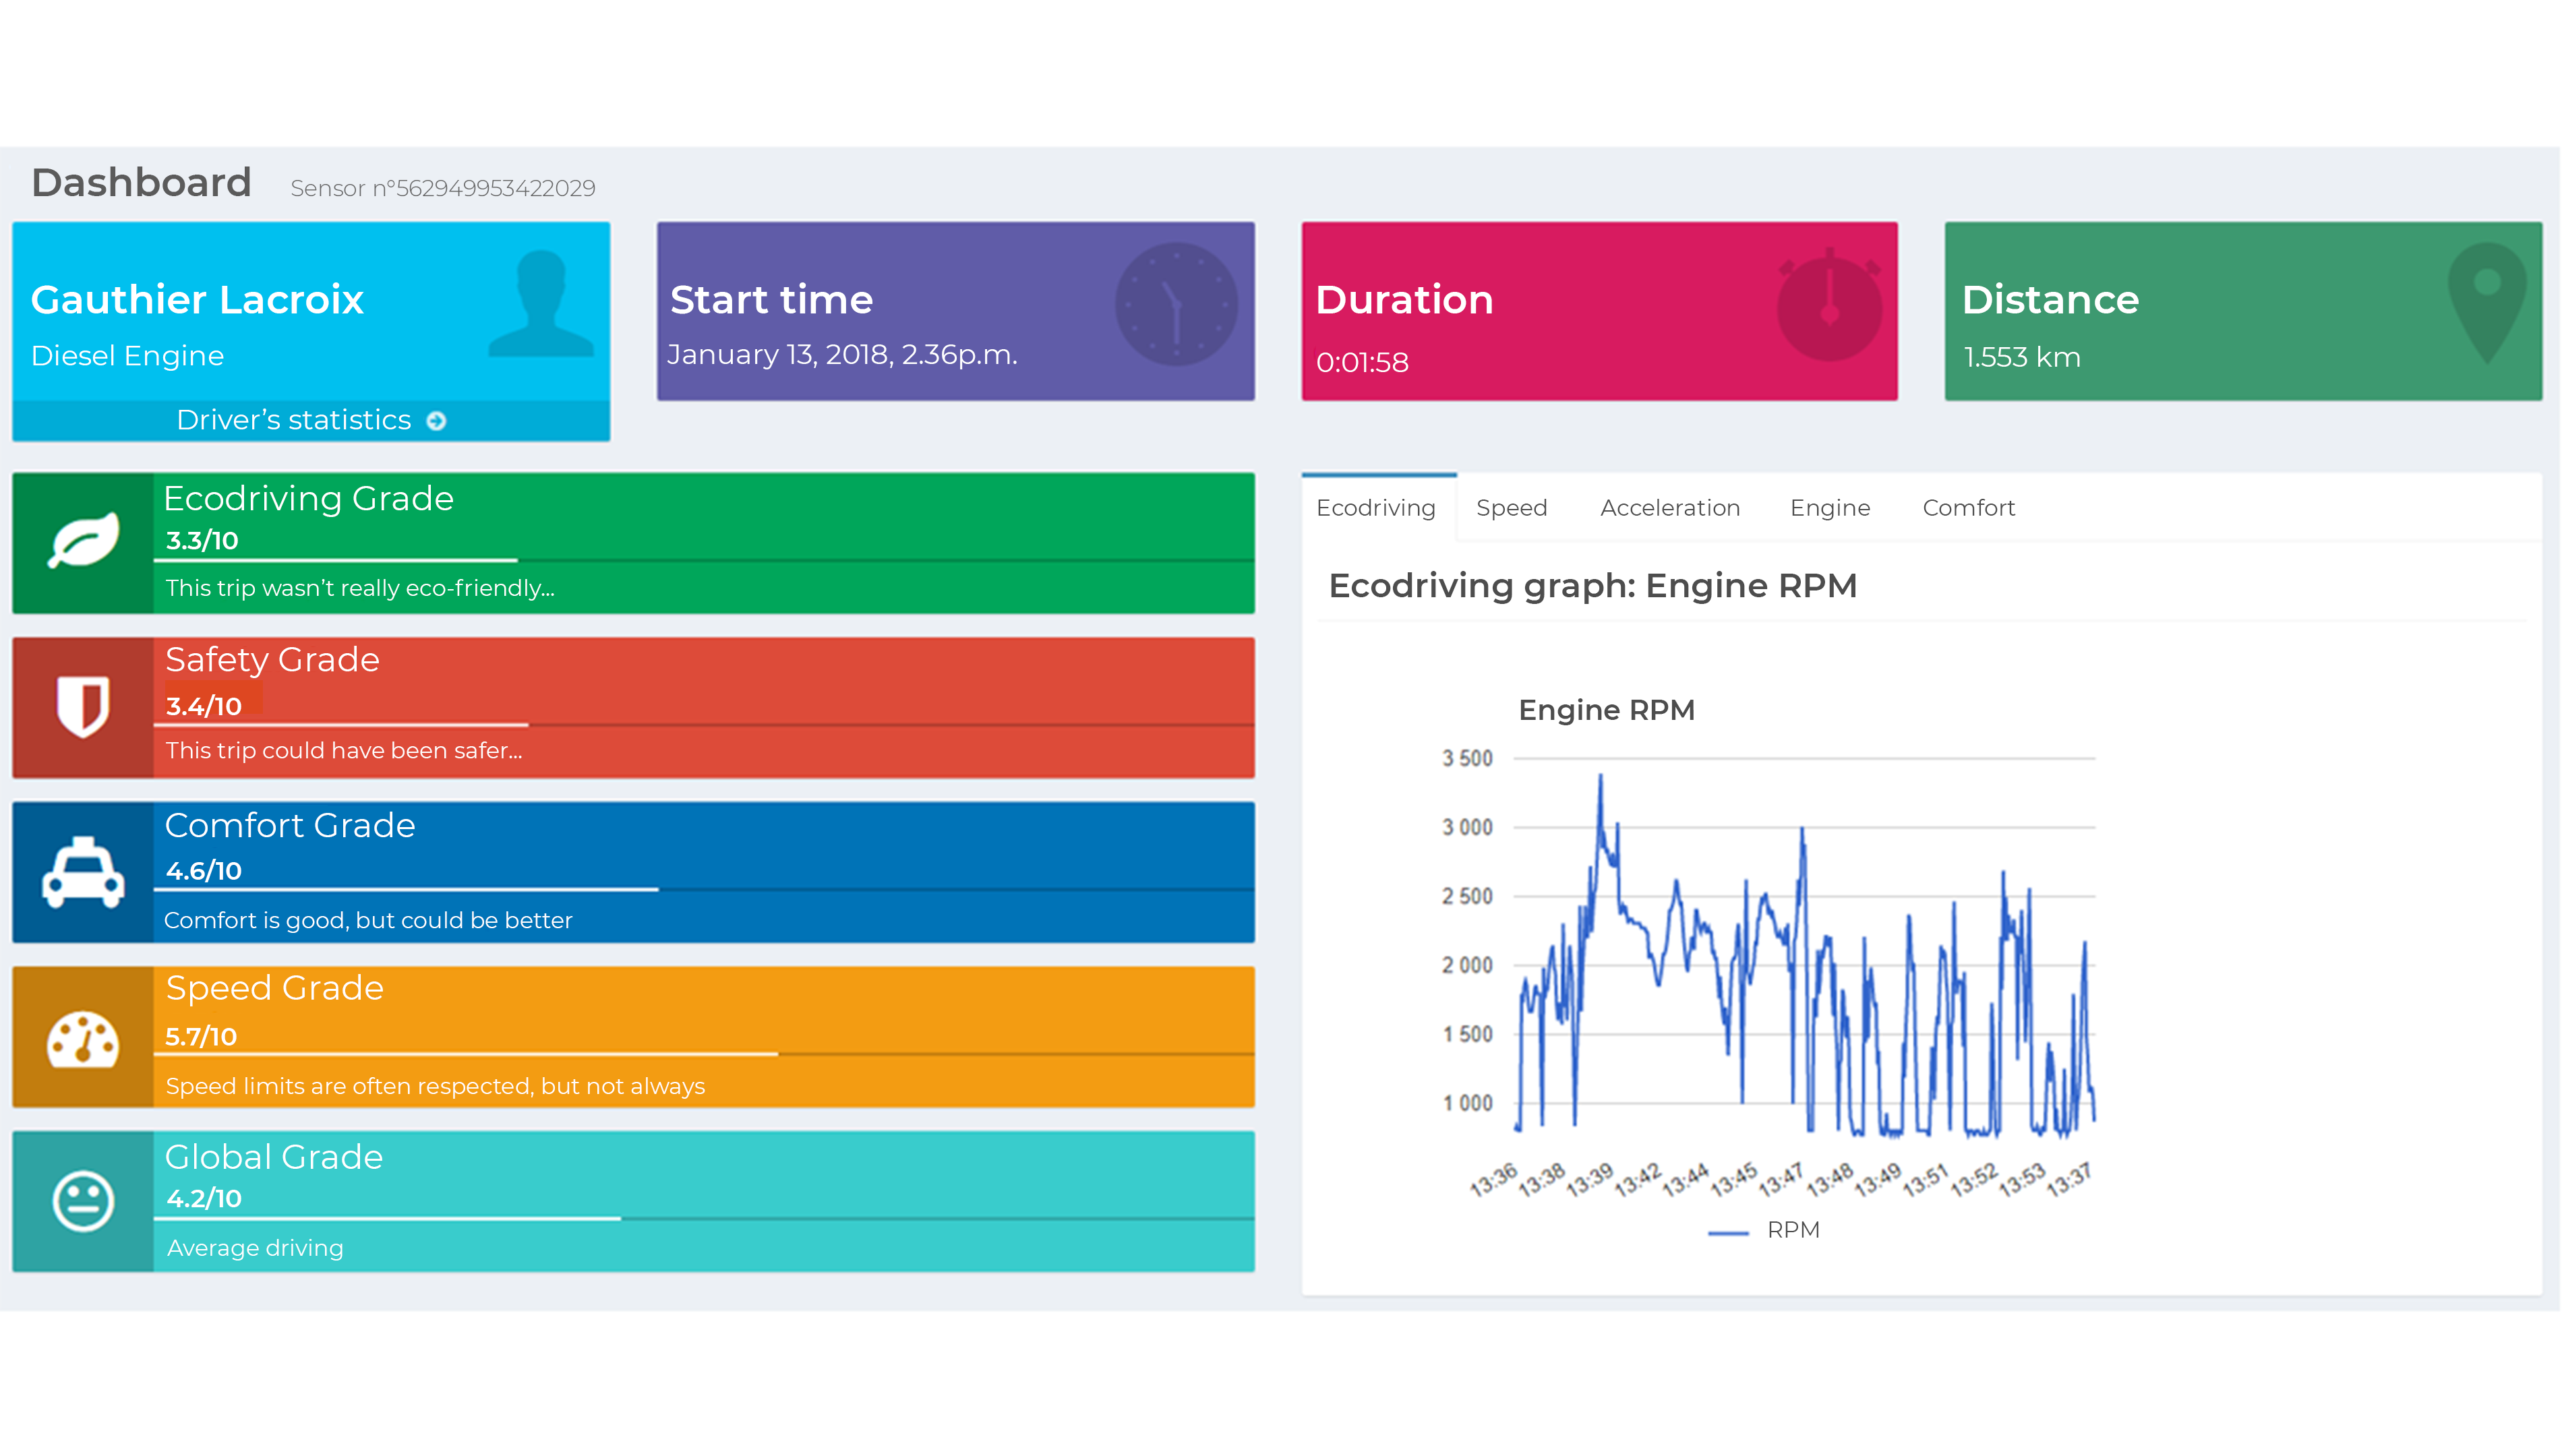 Dashboard Sensor n°562949953422029
Gauthier Lacroix
Diesel Engine
Driver’s statistics
Start time
January 13, 2018, 2.36p.m.
Duration
0:01:58
Distance
1.553 km
Ecodriving Grade
3.3/10
This trip wasn’t really eco-friendly...
Safety Grade
3.4/10
This trip could have been safer...
Comfort Grade
4.6/10
Comfort is good, but could be better
Speed Grade
5.7/10
Speed limits are often respected, but not always
Global Grade
4.2/10
Average driving
Ecodriving Speed Acceleration Engine Comfort
Ecodriving graph: Engine RPM
Engine RPM
3 500
3 000
2 500
2 000
1 500
1 000
13:36 13:38 13:39 13:42 13:44 13:45 13:47 13:48 13:49 13:51 13:52 13:53 13:37
RPM